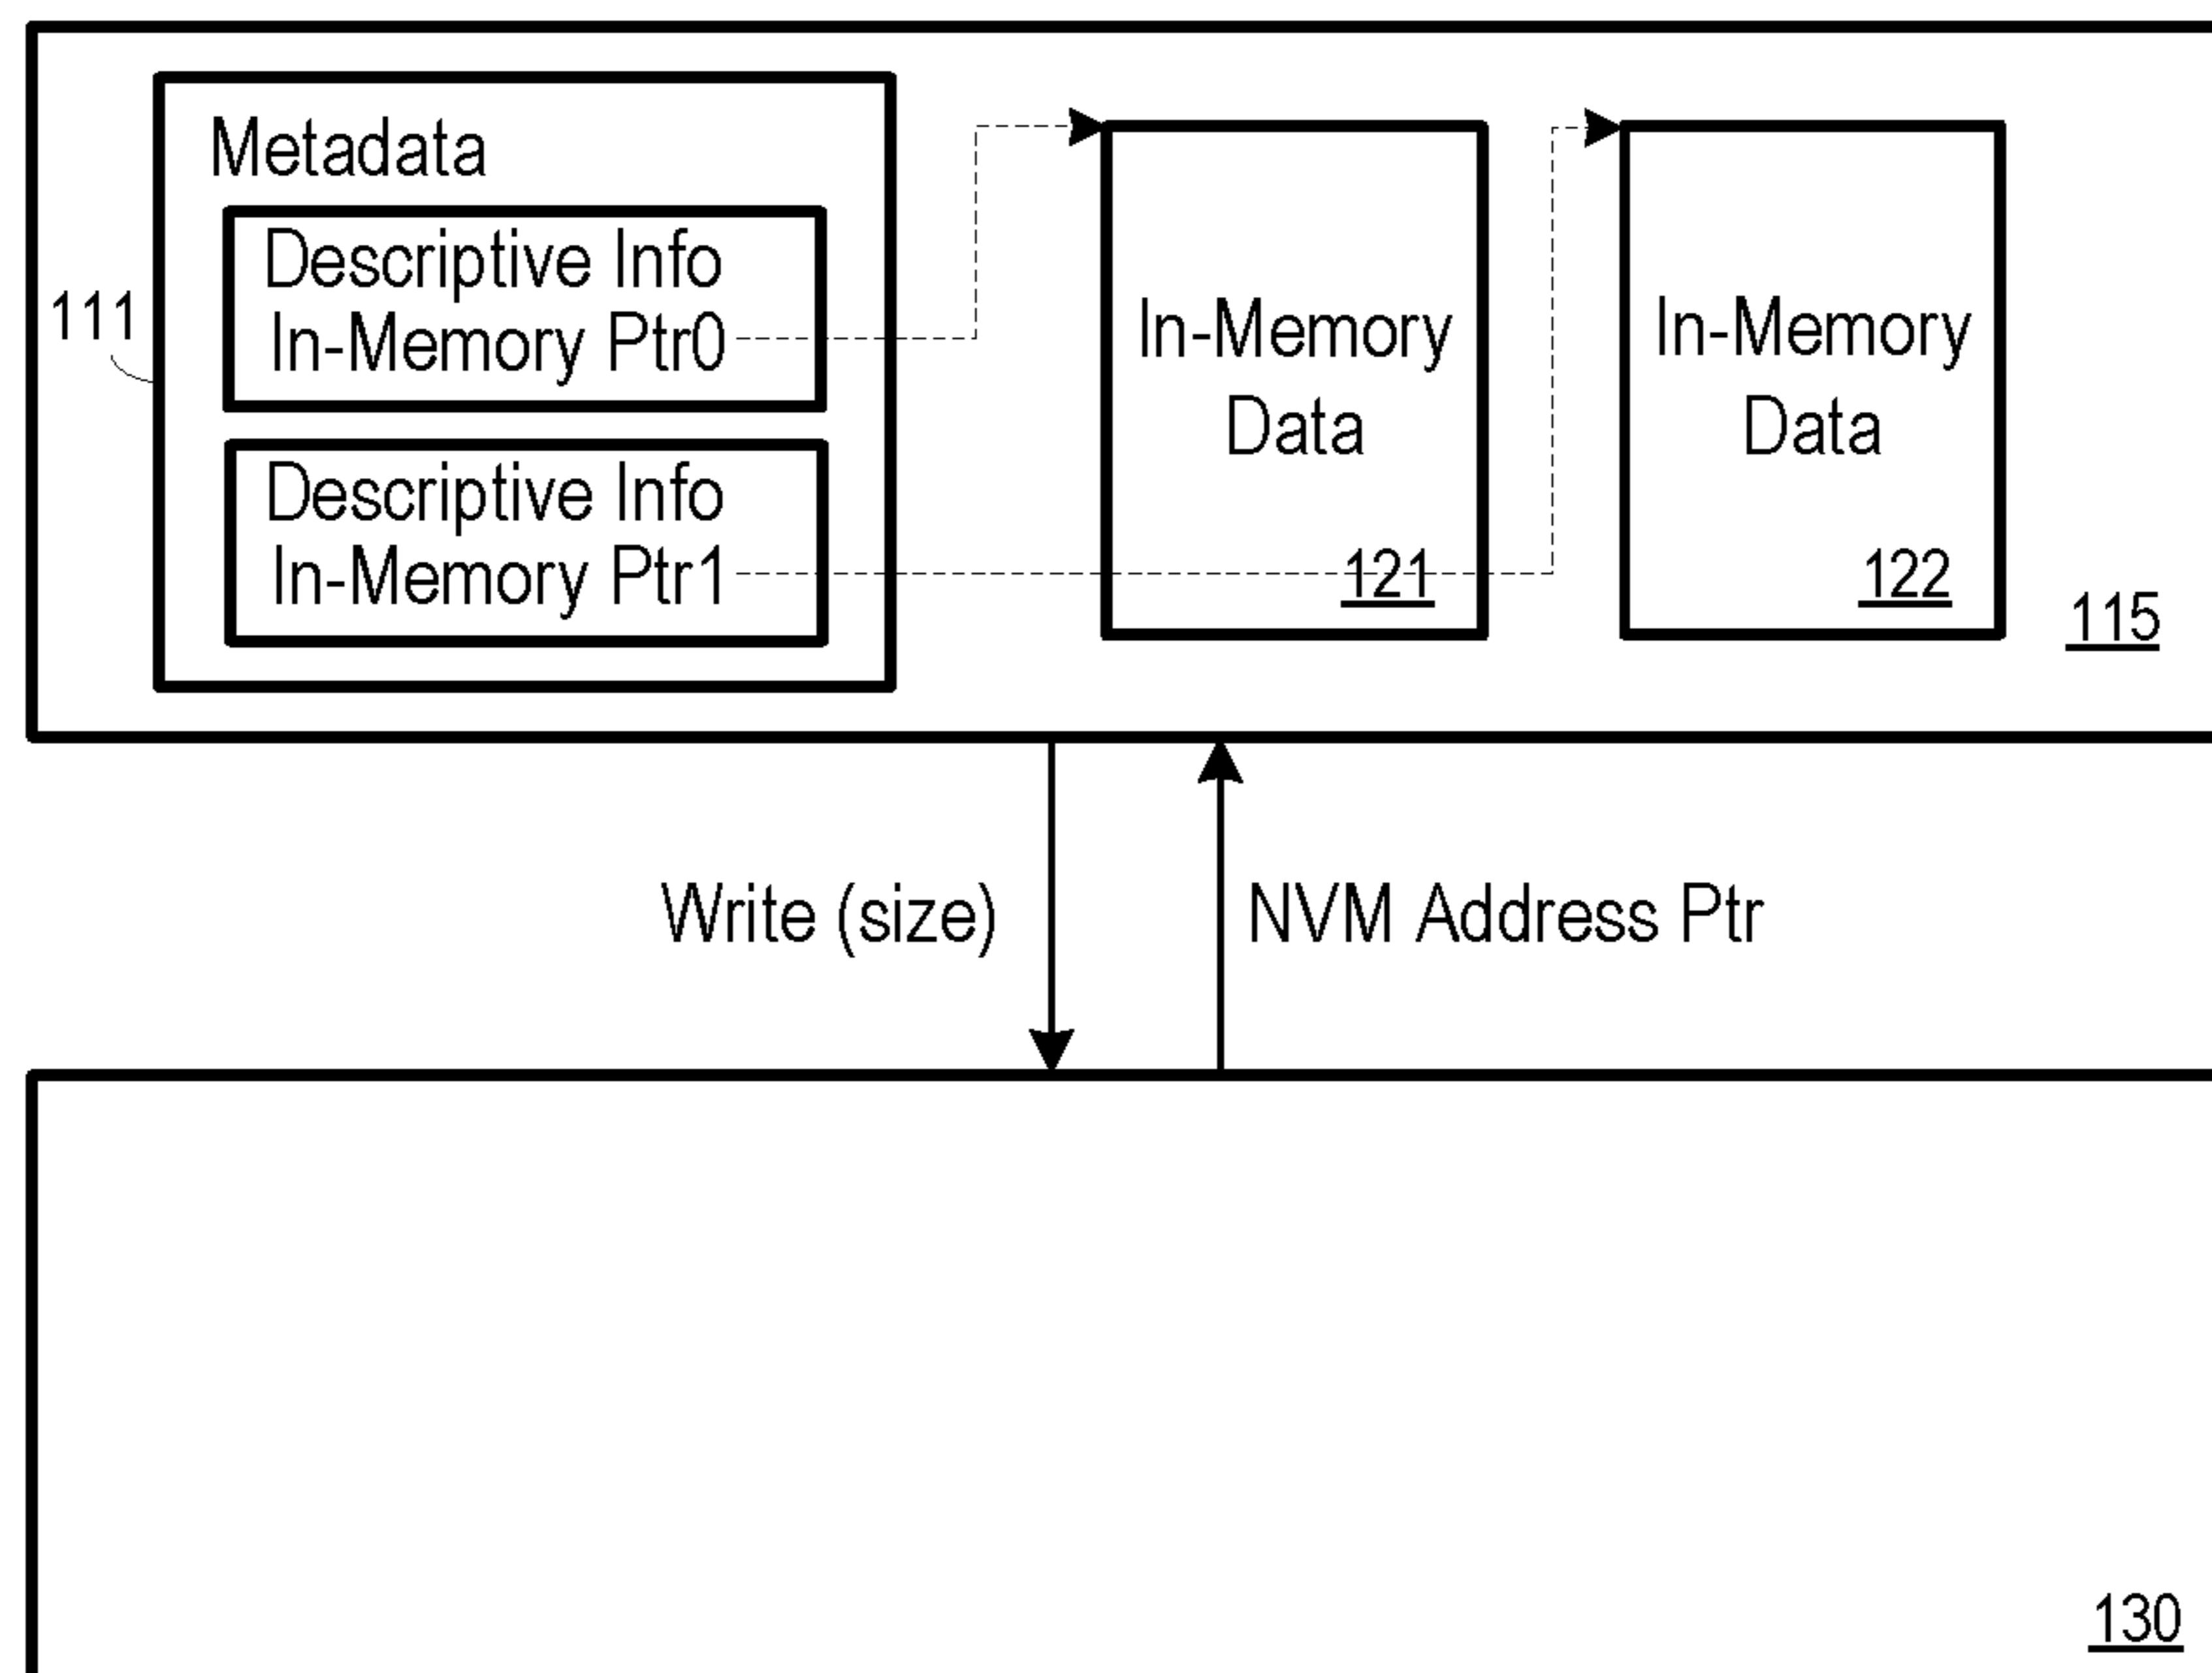 Metadata
Descriptive Info
In-Memory Ptr0
111
Descriptive Info
In-Memory Ptr1
In-Memory
Data
121
In-Memory
Data
122
115
Write (size)
NVM Address Ptr
130